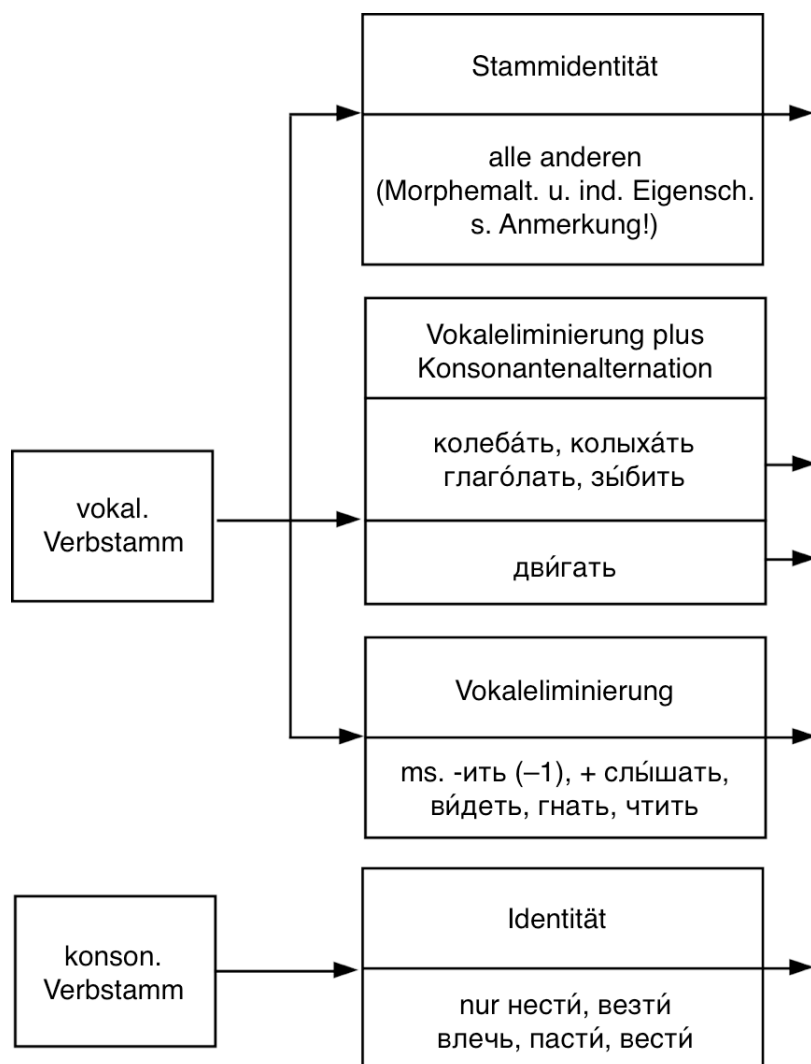 Stammidentität
alle anderen
(Morphemalt. u. ind. Eigensch.
s. Anmerkung!)
Vokaleliminierung plus
Konsonantenalternation
колеба́ть, колыха́ть
глаго́лать, зы́бить
дви́гать
vokal.
Verbstamm
Vokaleliminierung
ms. -ить (–1), + слы́шать,
ви́деть, гнать, чтить
konson.
Verbstamm
Identität
nur нести́, везти́
влечь, пасти́, вести́